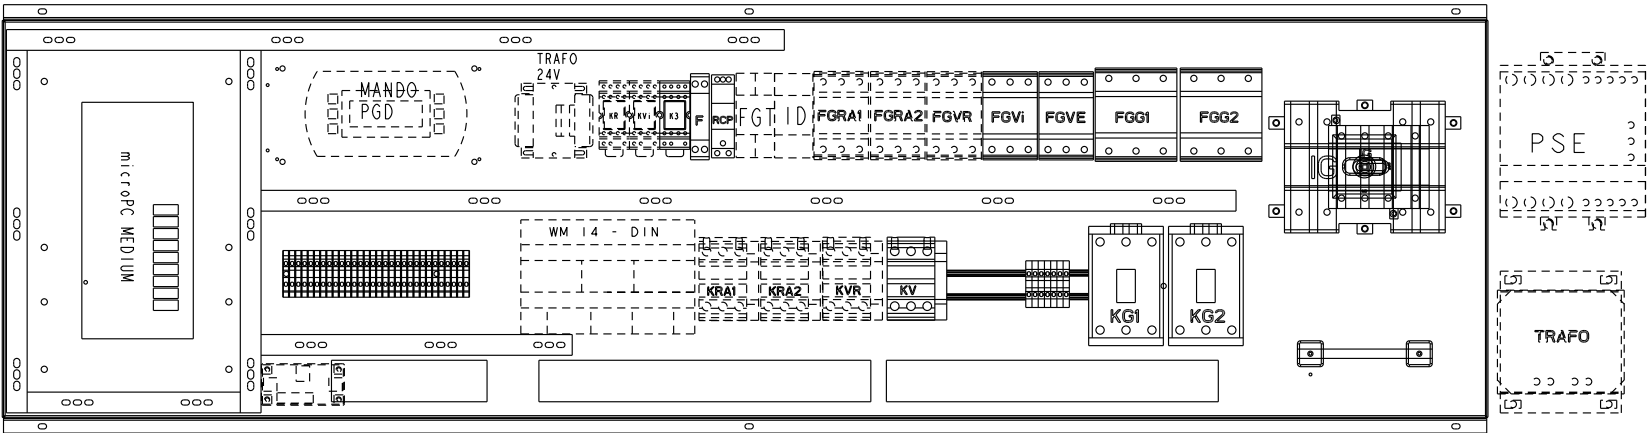 TRAFO
24V
MANDO
PGD
KR
KVi
K3
F
RCP
FGT
ID
FGRA1
FGRA2
FGVR
FGVi
FGVE
FGG1
FGG2
IG
PSE
microPC MEDIUM
WM 14 - DIN
KRA1
KRA2
KVR
KV
KG1
KG2
TRAFO